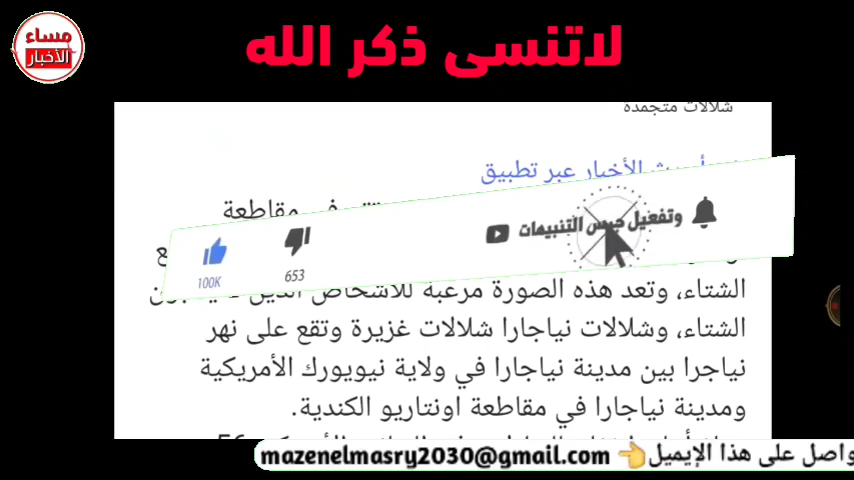 مساء
الأخبار
لاتنسى ذكر الله
شلالات متجمدة
الأخبار عبر تطبيق
مقاطعة
وتفعيل جرس التنبيهات
100K
653
الشتاء، وتعد هذه الصورة مرعبة للأشخاص الذين
الشتاء، وشلالات نياجارا شلالات غزيرة وتقع على نهر
نياجرا بين مدينة نياجارا في ولاية نيويورك الأمريكية
ومدينة نياجارا في مقاطعة اونتاريو الكندية.
واصل على هذا الإيميل👈 mazenelmasry2030@gmail.com